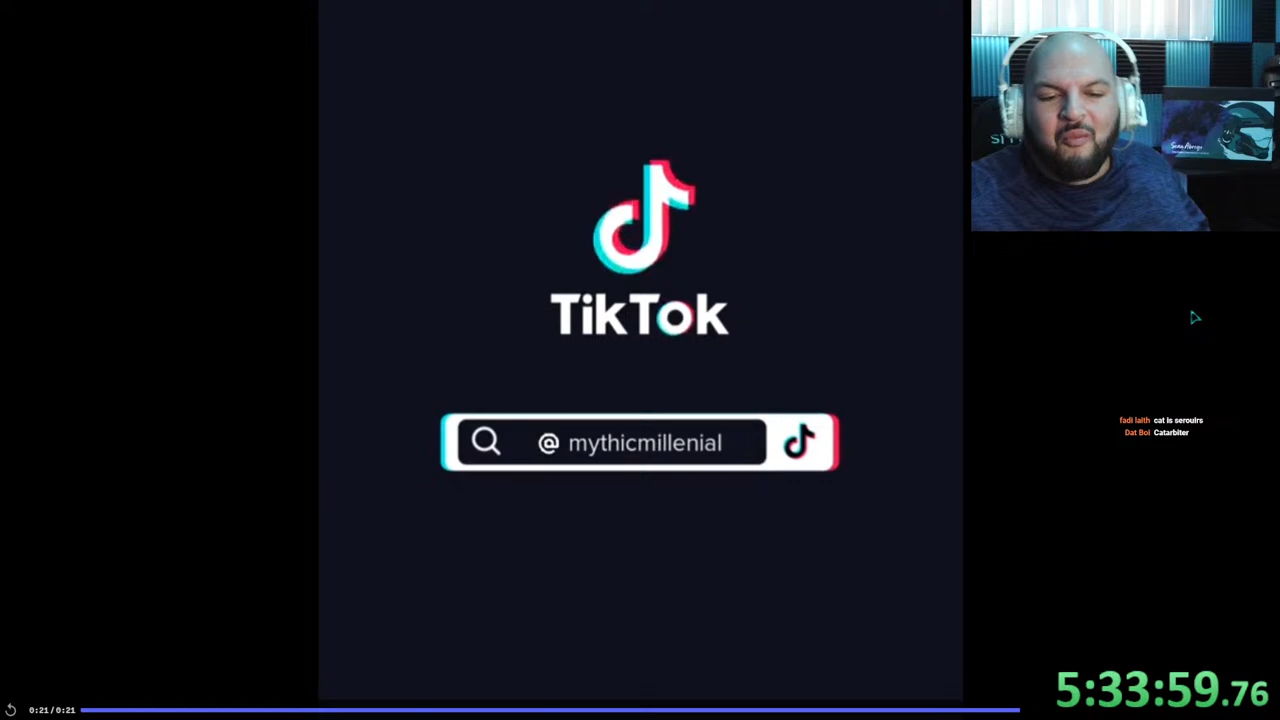 TikTok
@ mythicmillenial
fadi laith cat is serouirs
Dat Boi Catarbiter
5:33:59.76
0:21 / 0:21